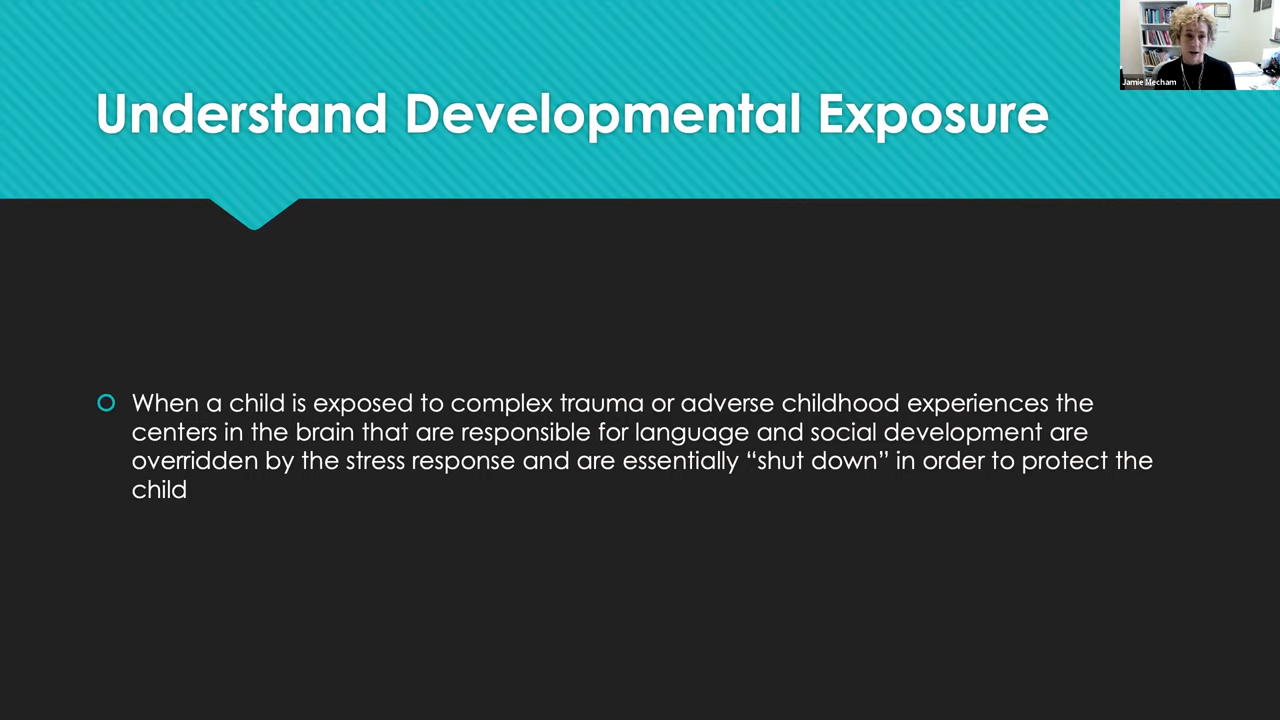 Jamie Mecham
Understand Developmental Exposure
When a child is exposed to complex trauma or adverse childhood experiences the
centers in the brain that are responsible for language and social development are
overridden by the stress response and are essentially “shut down” in order to protect the
child